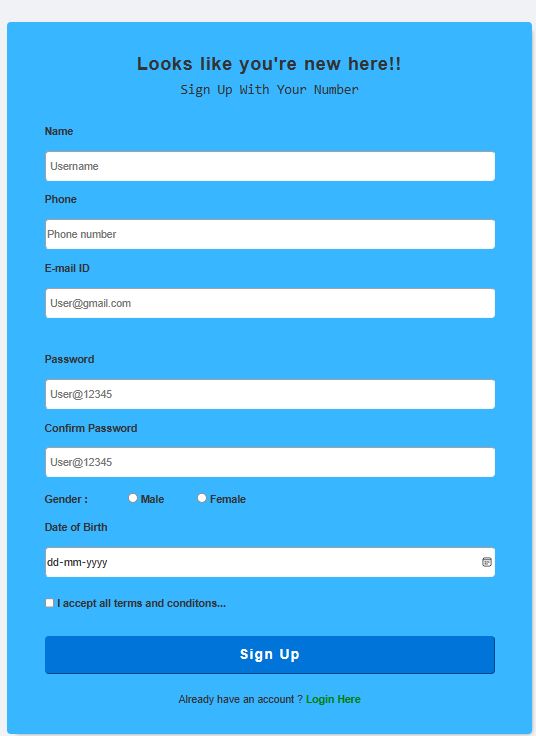 Looks like you're new here!!
Sign Up With Your Number
Name
Username
Phone
Phone number
E-mail ID
User@gmail.com
Password
User@12345
Confirm Password
User@12345
Gender : Male Female
Date of Birth
dd-mm-yyyy
I accept all terms and conditons...
Sign Up
Already have an account ? Login Here